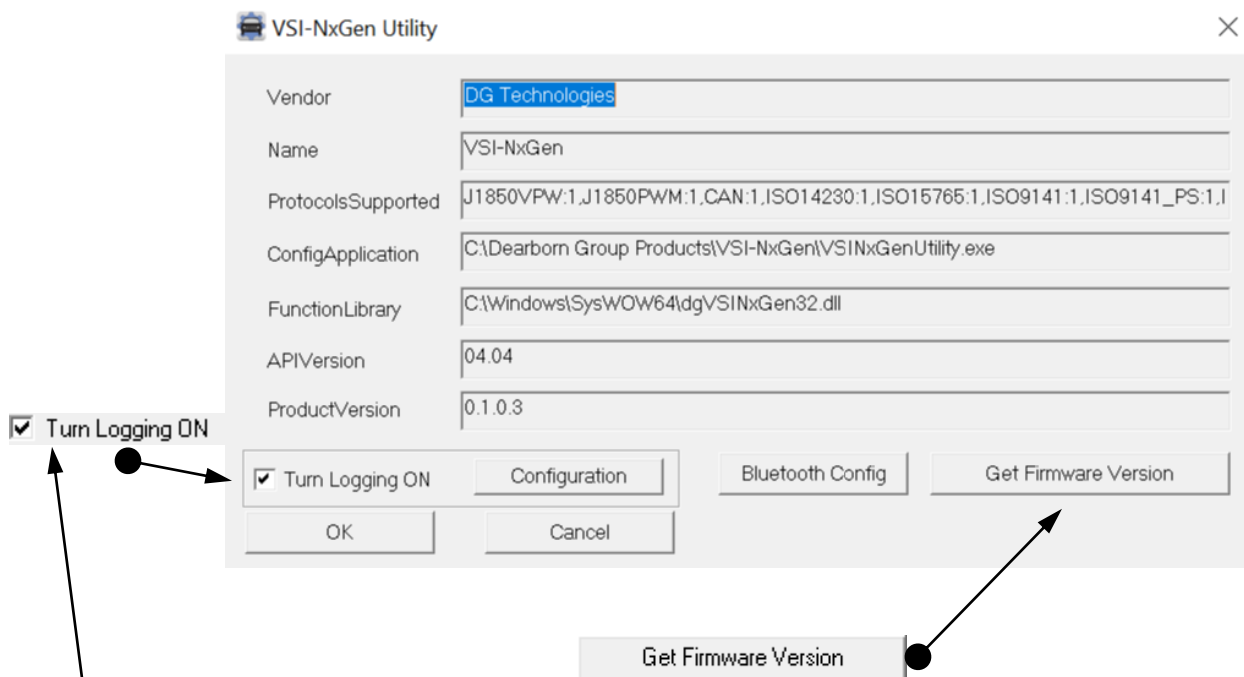 VSI-NxGen Utility
Vendor DG Technologies
Name VSI-NxGen
ProtocolsSupported J1850VPW:1,J1850PWM:1,CAN:1,ISO14230:1,ISO15765:1,ISO9141:1,ISO9141_PS:1,I
ConfigApplication C:\Dearborn Group Products\VSI-NxGen\VSINxGenUtility.exe
FunctionLibrary C:\Windows\SysWOW64\dgVSINxGen32.dll
APIVersion 04.04
ProductVersion 0.1.0.3
Turn Logging ON
Turn Logging ON Configuration Bluetooth Config Get Firmware Version
OK Cancel
Get Firmware Version